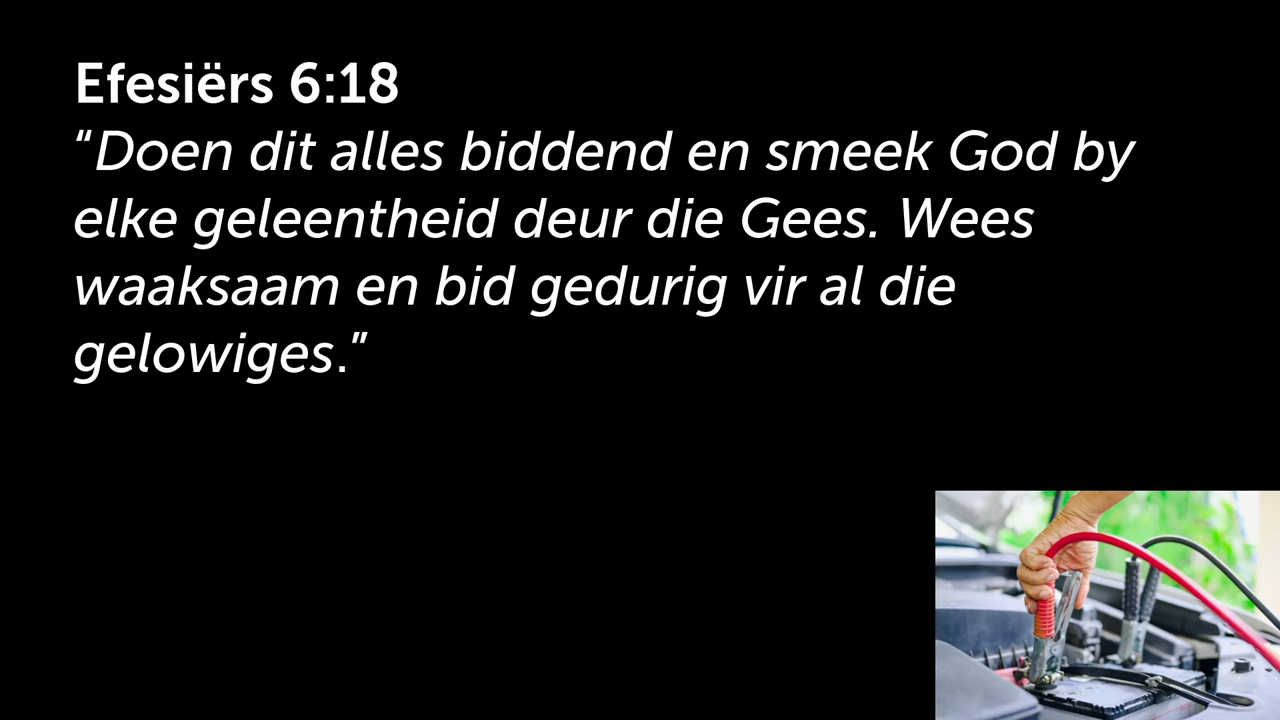 Efesiërs 6:18
“Doen dit alles biddend en smeek God by
elke geleentheid deur die Gees. Wees
waaksaam en bid gedurig vir al die
gelowiges.”